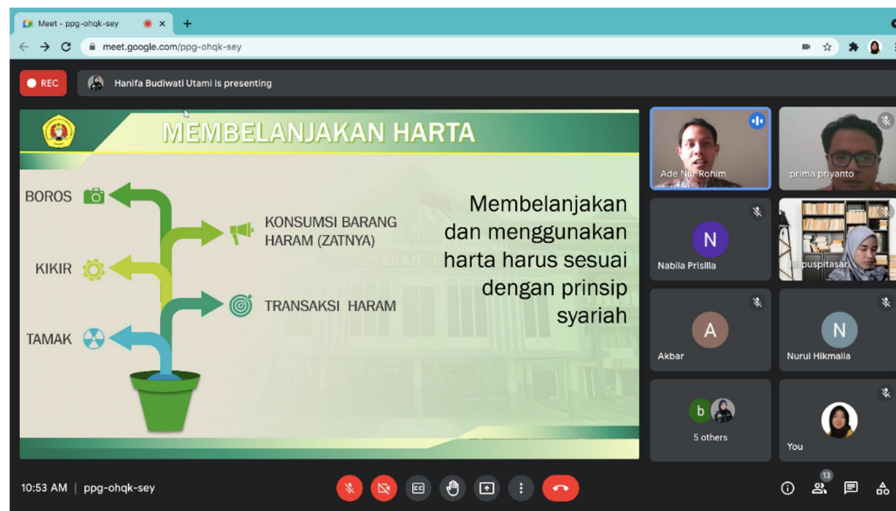 Meet - ppg-ohqk-sey
meet.google.com/ppg-ohqk-sey
REC
Hanifa Budiwati Utami is presenting
MEMBELANJAKAN HARTA
BOROS
KIKIR
TAMAK
KONSUMSI BARANG
HARAM (ZATNYA)
TRANSAKSI HARAM
Membelanjakan
dan menggunakan
harta harus sesuai
dengan prinsip
syariah
Ade Nur Rohim
prima priyanto
N
Nabila Prisilla
puspitasari
A
Akbar
N
Nurul Hikmalia
b
5 others
You
10:53 AM | ppg-ohqk-sey
CC
13